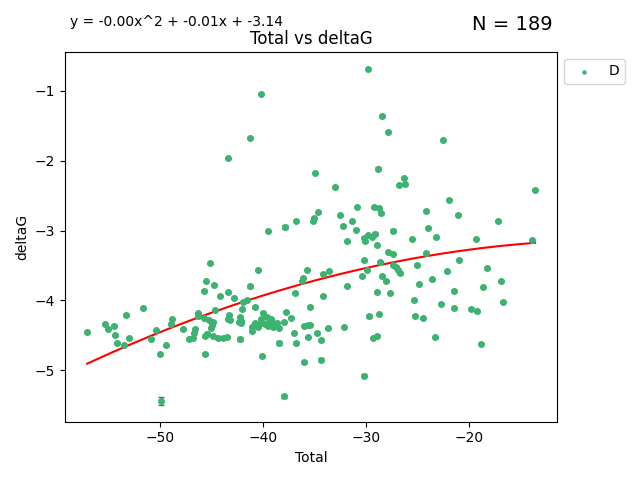 y = -0.00x^2 + -0.01x + -3.14
N = 189
Total vs deltaG
D
−1
−2
−3
−4
−5
deltaG
−50 −40 −30 −20
Total